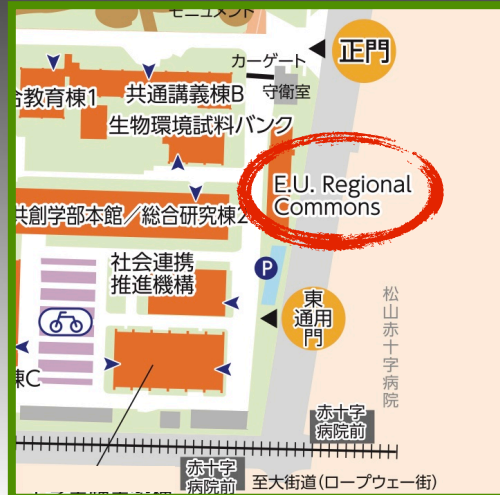 モニュメント
カーゲート
正門
合教育棟1
共通講義棟B
守衛室
生物環境試料バンク
E.U. Regional
Commons
共創学部本館／総合研究棟2
社会連携
推進機構
P
東
通用
門
松山赤十字病院
棟C
赤十字
病院前
赤十字
病院前
至大街道(ロープウェー街)